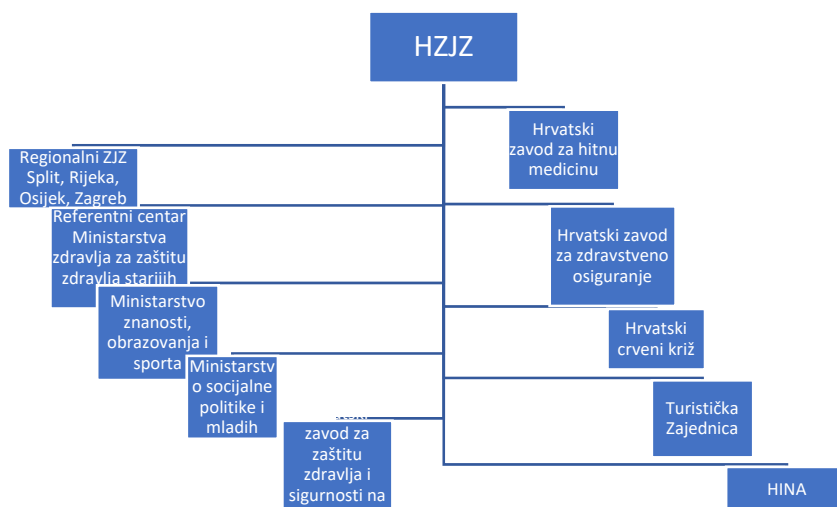 HZJZ
Hrvatski
zavod za hitnu
medicinu
Regionalni ZJZ
Split, Rijeka,
Osijek, Zagreb
Referentni centar
Ministarstva
zdravlja za zaštitu
zdravlja starijih
Hrvatski zavod
za zdravstveno
osiguranje
Ministarstvo
znanosti,
obrazovanja i
sporta
Hrvatski
crveni križ
Ministarstv
o socijalne
politike i
mladih
Turistička
Zajednica
zavod za
zaštitu
zdravlja i
sigurnosti na
HINA